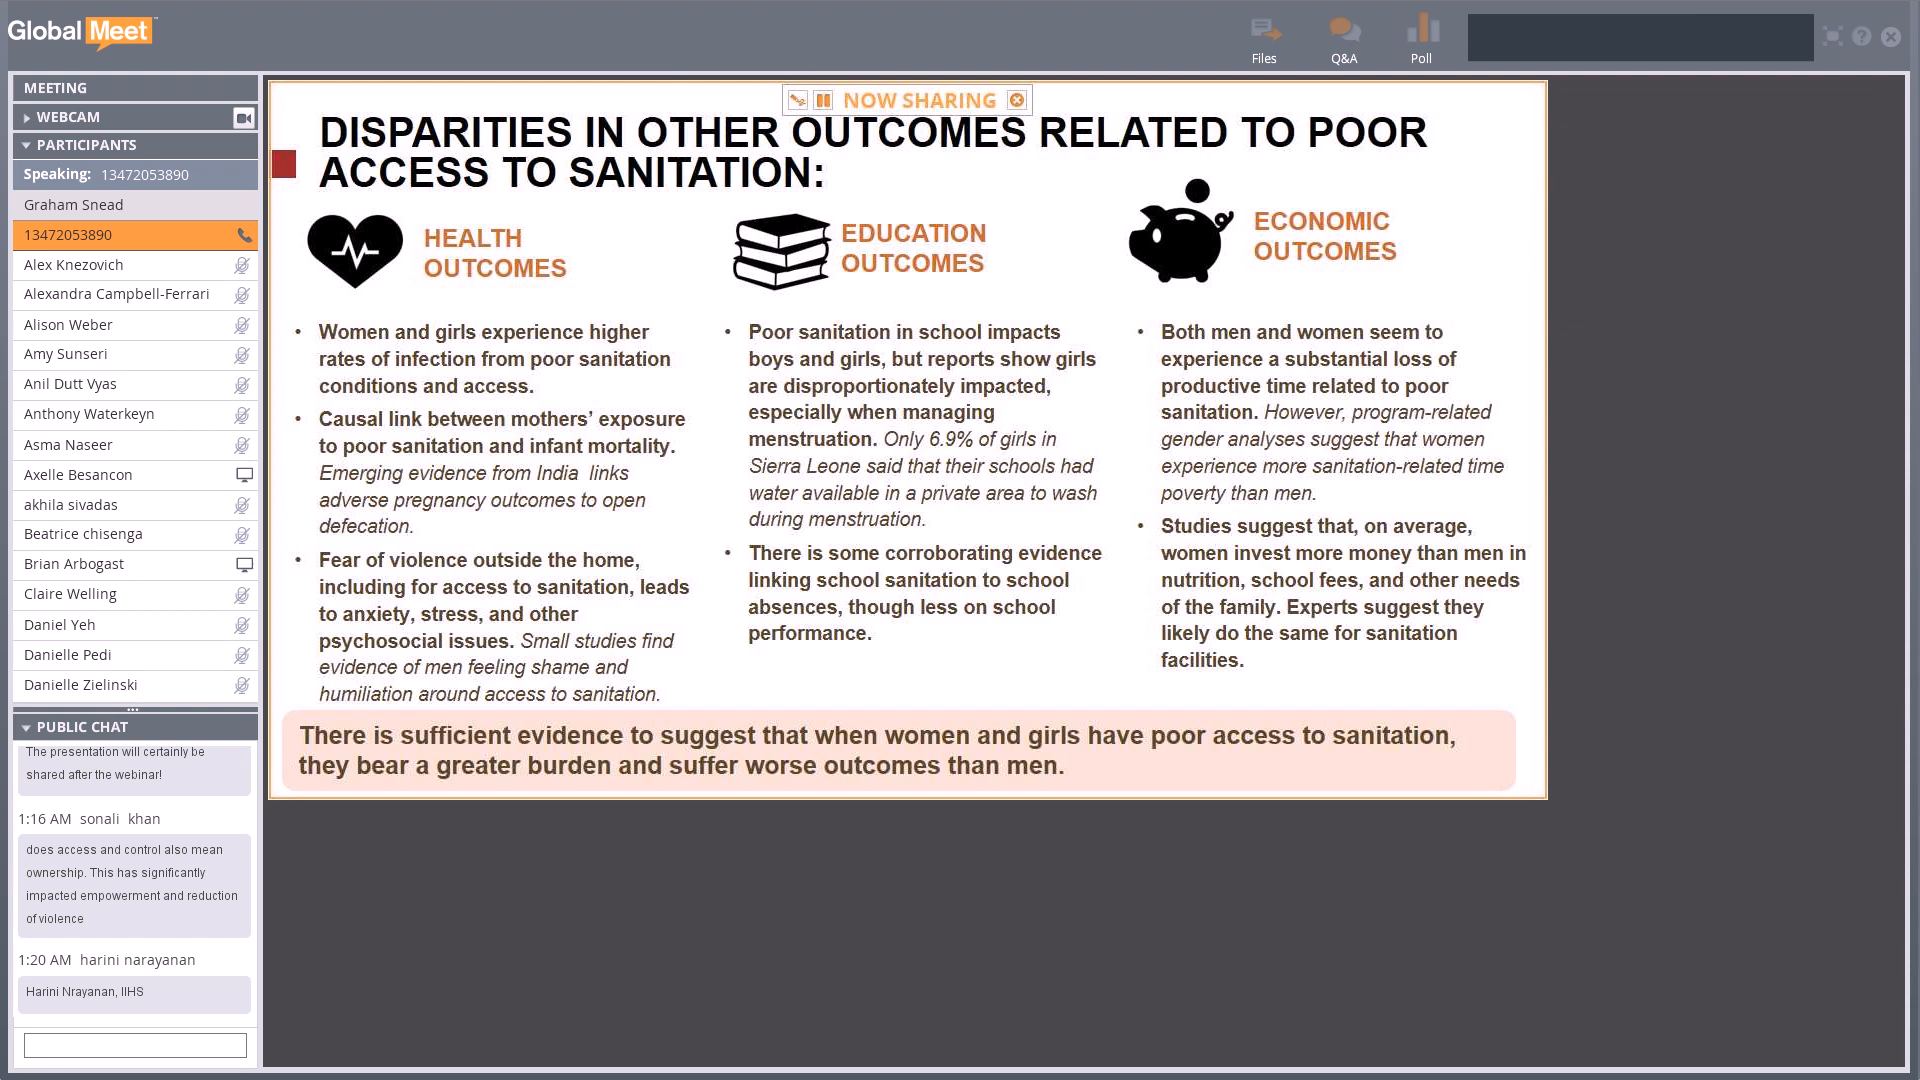 Global Meet
Files
Q&A
Poll
MEETING
WEBCAM
PARTICIPANTS
Speaking: 13472053890
Graham Snead
13472053890
Alex Knezovich
Alexandra Campbell-Ferrari
Alison Weber
Amy Sunseri
Anil Dutt Vyas
Anthony Waterkeyn
Asma Naseer
Axelle Besancon
akhila sivadas
Beatrice chisenga
Brian Arbogast
Claire Welling
Daniel Yeh
Danielle Pedi
Danielle Zielinski
PUBLIC CHAT
The presentation will certainly be
shared after the webinar!
1:16 AM sonali khan
does access and control also mean
ownership. This has significantly
impacted empowerment and reduction
of violence
1:20 AM harini narayanan
Harini Nrayanan, IIHS
NOW SHARING
DISPARITIES IN OTHER OUTCOMES RELATED TO POOR
ACCESS TO SANITATION:
HEALTH
OUTCOMES
• Women and girls experience higher
rates of infection from poor sanitation
conditions and access.
• Causal link between mothers’ exposure
to poor sanitation and infant mortality.
Emerging evidence from India links
adverse pregnancy outcomes to open
defecation.
• Fear of violence outside the home,
including for access to sanitation, leads
to anxiety, stress, and other
psychosocial issues. Small studies find
evidence of men feeling shame and
humiliation around access to sanitation.
EDUCATION
OUTCOMES
• Poor sanitation in school impacts
boys and girls, but reports show girls
are disproportionately impacted,
especially when managing
menstruation. Only 6.9% of girls in
Sierra Leone said that their schools had
water available in a private area to wash
during menstruation.
• There is some corroborating evidence
linking school sanitation to school
absences, though less on school
performance.
ECONOMIC
OUTCOMES
• Both men and women seem to
experience a substantial loss of
productive time related to poor
sanitation. However, program-related
gender analyses suggest that women
experience more sanitation-related time
poverty than men.
• Studies suggest that, on average,
women invest more money than men in
nutrition, school fees, and other needs
of the family. Experts suggest they
likely do the same for sanitation
facilities.
There is sufficient evidence to suggest that when women and girls have poor access to sanitation,
they bear a greater burden and suffer worse outcomes than men.